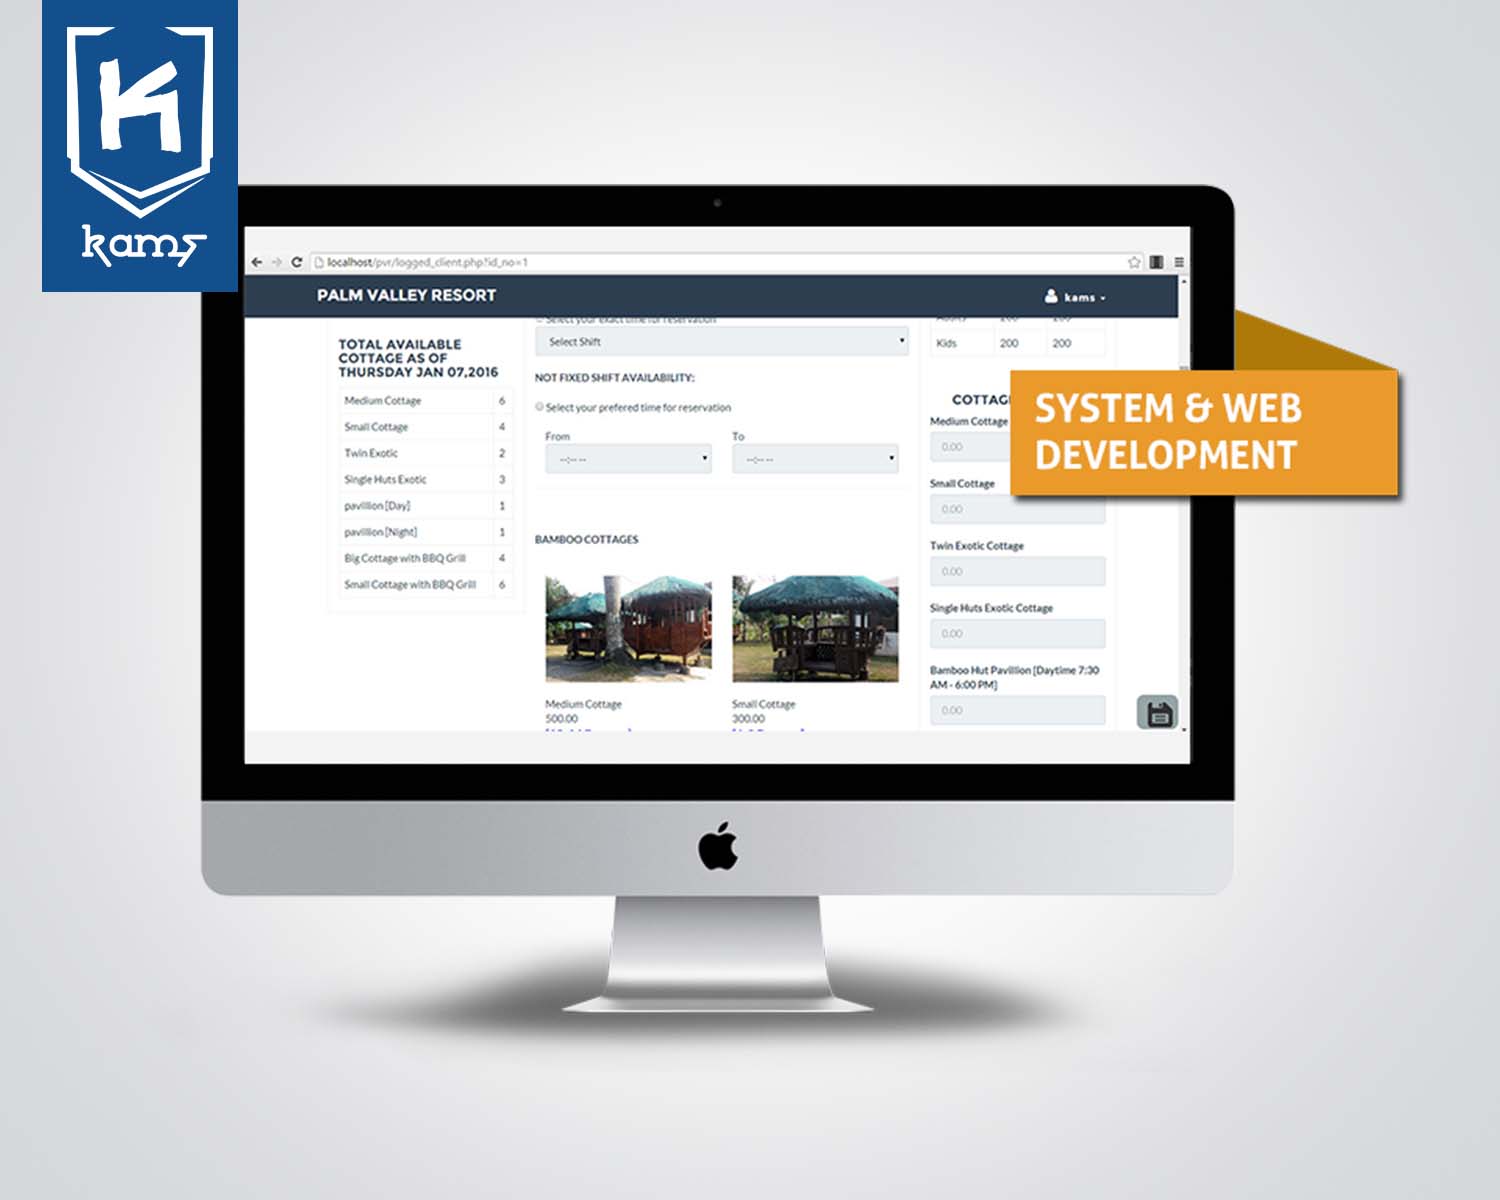 K
kams
localhost/pvr/logged_client.php?id_no=1
PALM VALLEY RESORT
kams
TOTAL AVAILABLE
COTTAGE AS OF
THURSDAY JAN 07,2016
Medium Cottage 6
Small Cottage 4
Twin Exotic 2
Single Huts Exotic 3
pavillion [Day] 1
pavillion [Night] 1
Big Cottage with BBQ Grill 4
Small Cottage with BBQ Grill 6
Select your exact time for reservation
Select Shift
NOT FIXED SHIFT AVAILABILITY:
Select your prefered time for reservation
From To
--:-- -- --:-- --
BAMBOO COTTAGES
Medium Cottage
500.00
Small Cottage
300.00
Adults 200 200
Kids 200 200
Medium Cottage
0.00
Small Cottage
0.00
Twin Exotic Cottage
0.00
Single Huts Exotic Cottage
0.00
Bamboo Hut Pavillion [Daytime 7:30
AM - 6:00 PM]
0.00
SYSTEM & WEB
DEVELOPMENT